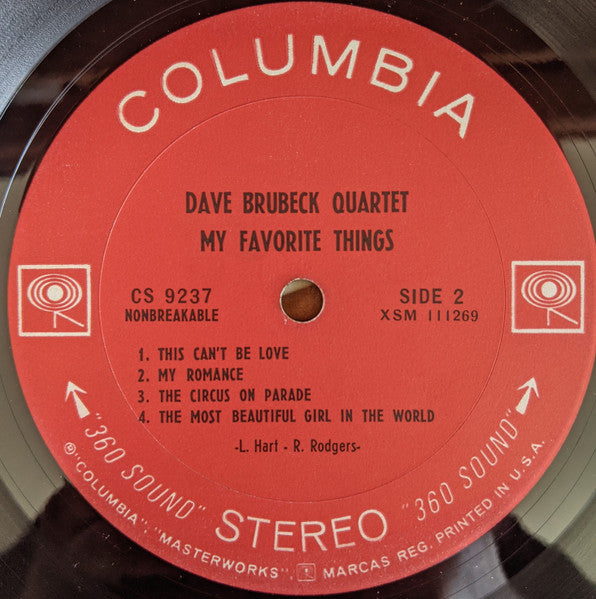 COLUMBIA
DAVE BRUBECK QUARTET
MY FAVORITE THINGS
CS 9237
NONBREAKABLE
SIDE 2
XSM 111269
1. THIS CAN'T BE LOVE
2. MY ROMANCE
3. THE CIRCUS ON PARADE
4. THE MOST BEAUTIFUL GIRL IN THE WORLD
-L. Hart - R. Rodgers-
"360 SOUND" STEREO "360 SOUND"
® "COLUMBIA", "MASTERWORKS", MARCAS REG. PRINTED IN U.S.A.